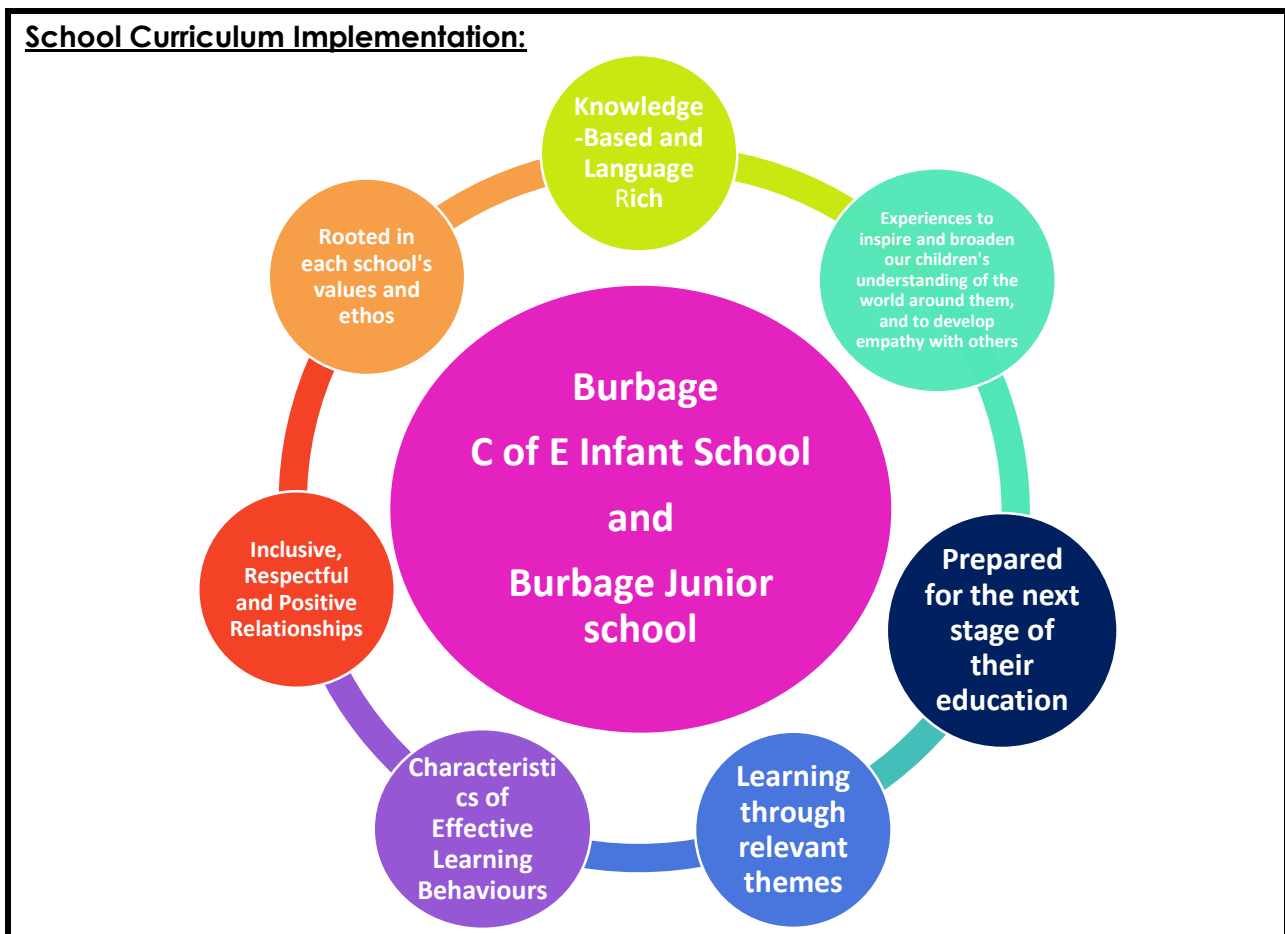 School Curriculum Implementation:
Knowledge
-Based and
Language
Rich
Experiences to
inspire and broaden
our children's
understanding of the
world around them,
and to develop
empathy with others
Prepared
for the next
stage of
their
education
Learning
through
relevant
themes
Characteristi
cs of
Effective
Learning
Behaviours
Inclusive,
Respectful
and Positive
Relationships
Rooted in
each school's
values and
ethos
Burbage
C of E Infant School
and
Burbage Junior
school